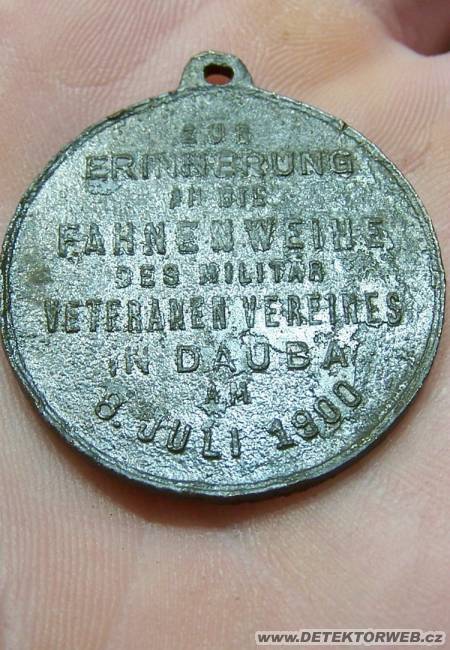 ZUR
ERINNERUNG
AN DIE
FAHNENWEIHE
DES MILITÄR
VETERANEN VEREINES
IN DAUBA
AM
8. JULI 1900
www.DETEKTORWEB.cz